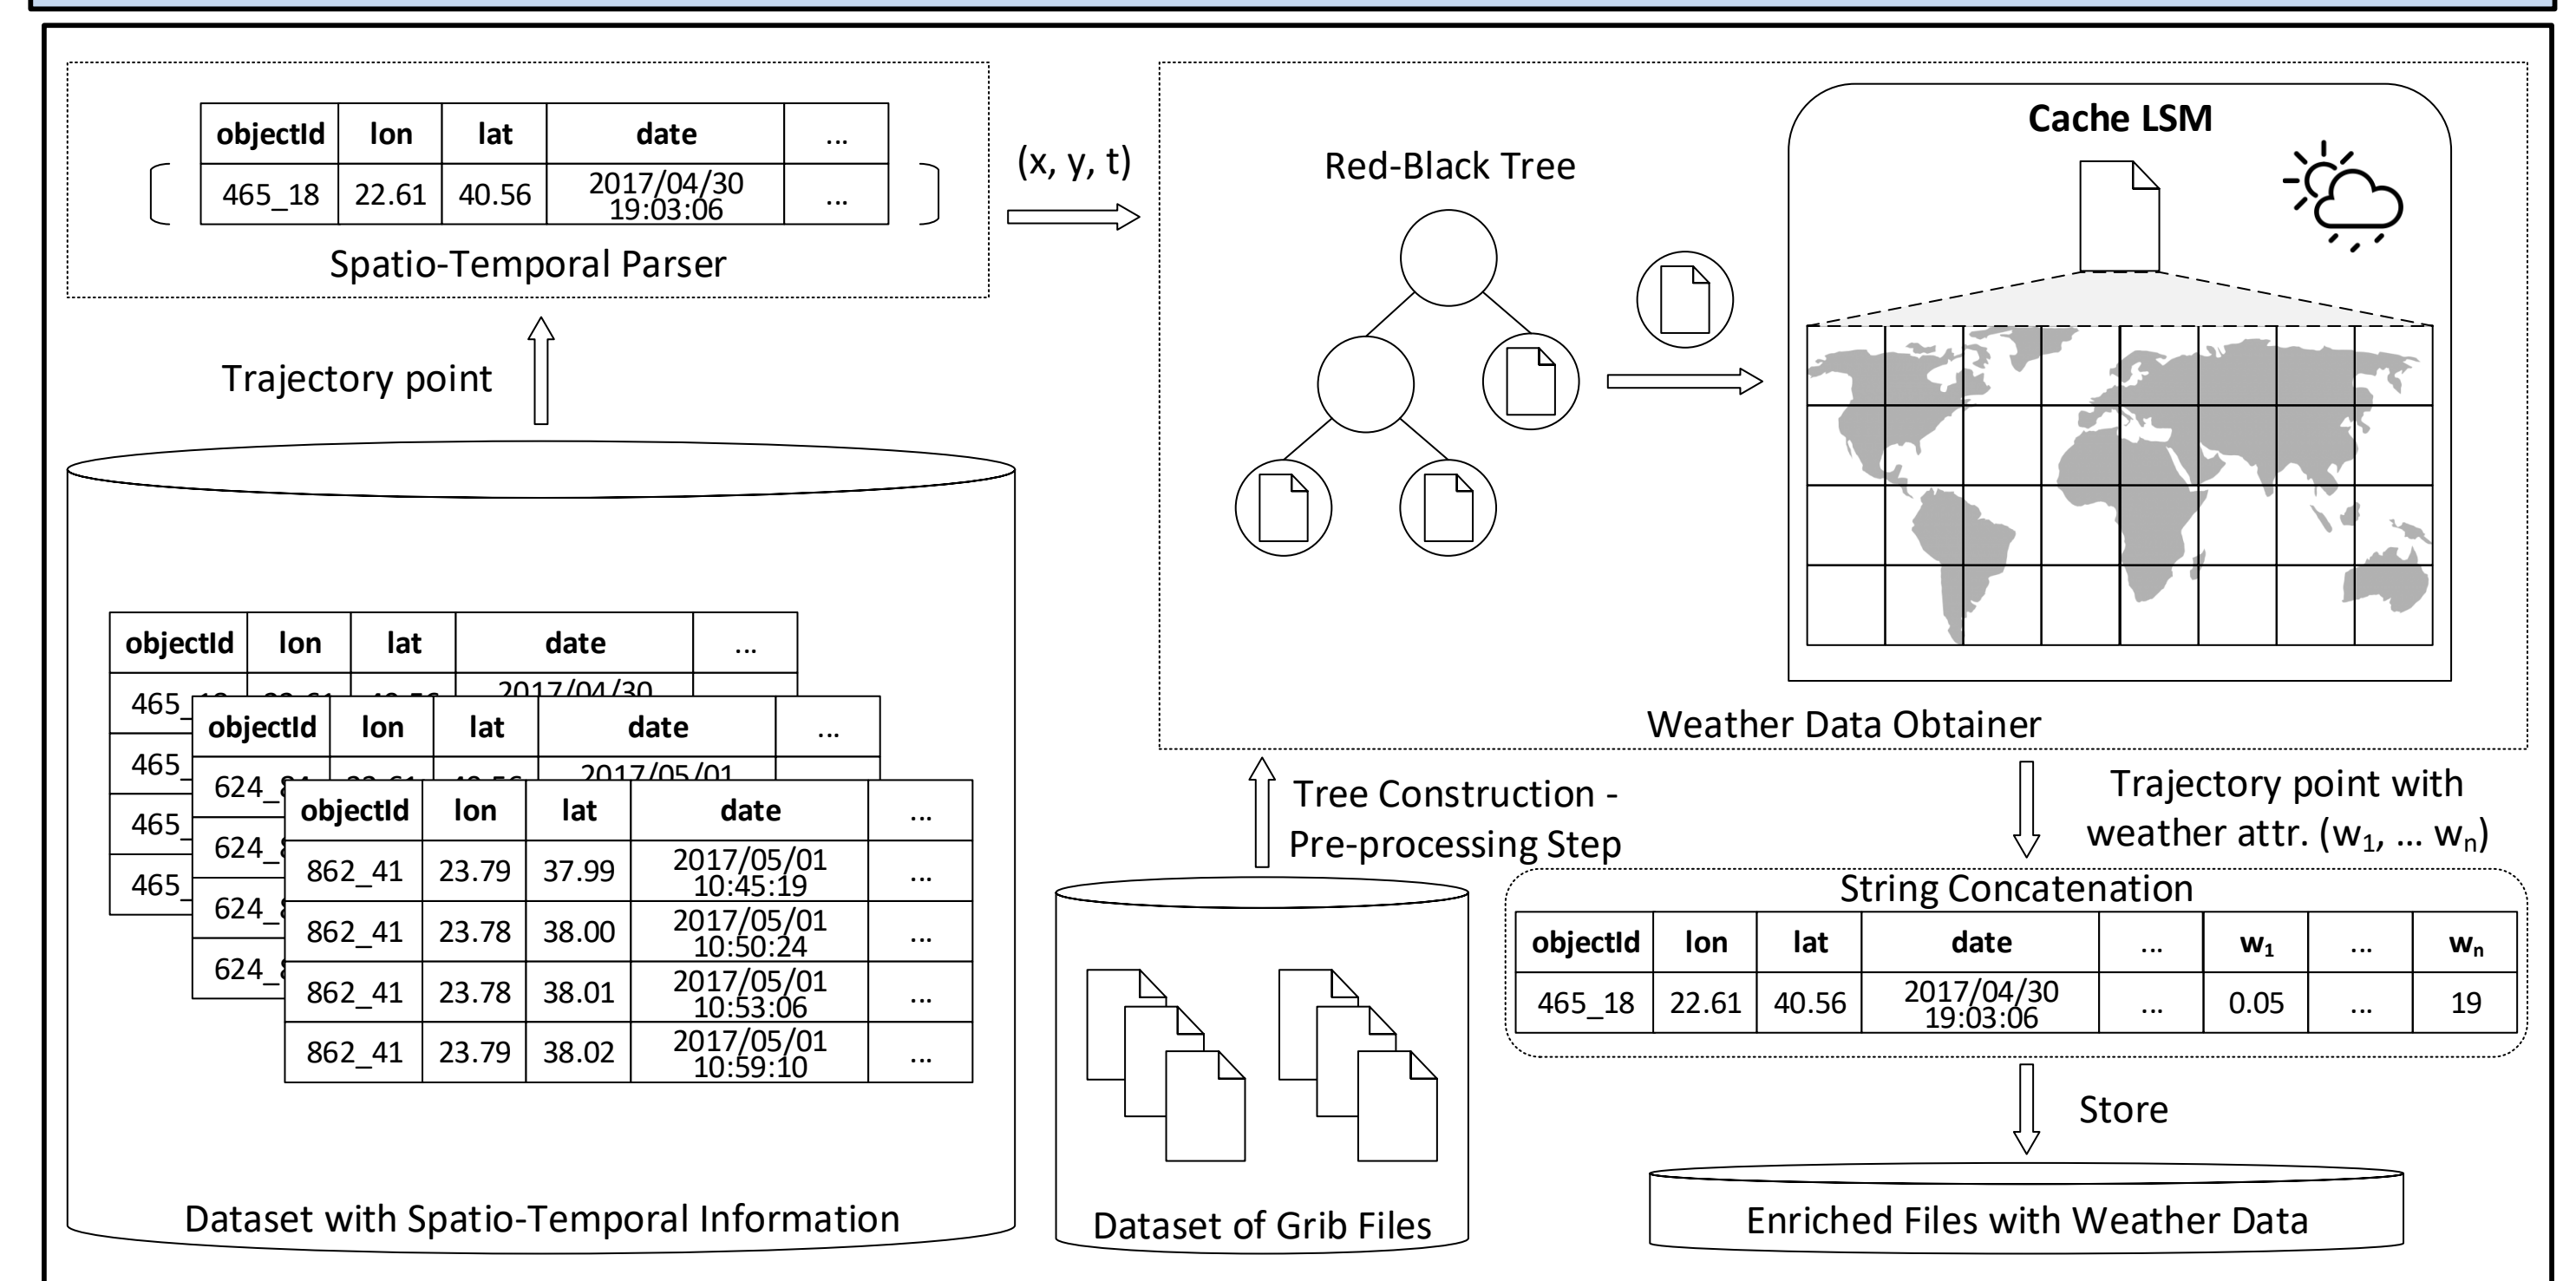 objectId lon lat date ...
465_18 22.61 40.56 2017/04/30 19:03:06 ...
Spatio-Temporal Parser
(x, y, t)
Trajectory point
Red-Black Tree
Cache LSM
Weather Data Obtainer
objectId lon lat date ...
465_ 2017/04/30
465_
465_
465_
objectId lon lat date ...
624_ 2017/05/01
624_
624_
624_
objectId lon lat date ...
862_41 23.79 37.99 2017/05/01 10:45:19 ...
862_41 23.78 38.00 2017/05/01 10:50:24 ...
862_41 23.78 38.01 2017/05/01 10:53:06 ...
862_41 23.79 38.02 2017/05/01 10:59:10 ...
Dataset with Spatio-Temporal Information
Tree Construction -
Pre-processing Step
Dataset of Grib Files
Trajectory point with
weather attr. (w₁, ... wₙ)
String Concatenation
objectId lon lat date ... w₁ ... wₙ
465_18 22.61 40.56 2017/04/30 19:03:06 ... 0.05 ... 19
Store
Enriched Files with Weather Data